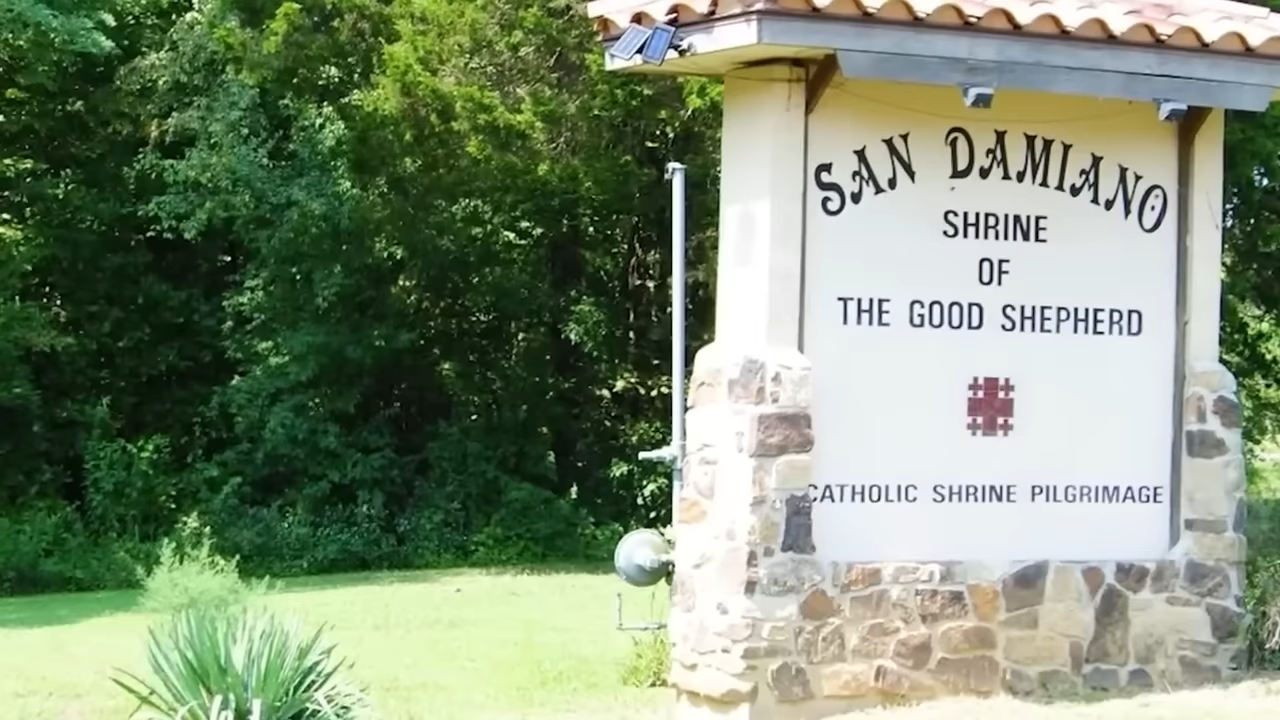 SAN DAMIANO
SHRINE
OF
THE GOOD SHEPHERD
CATHOLIC SHRINE PILGRIMAGE